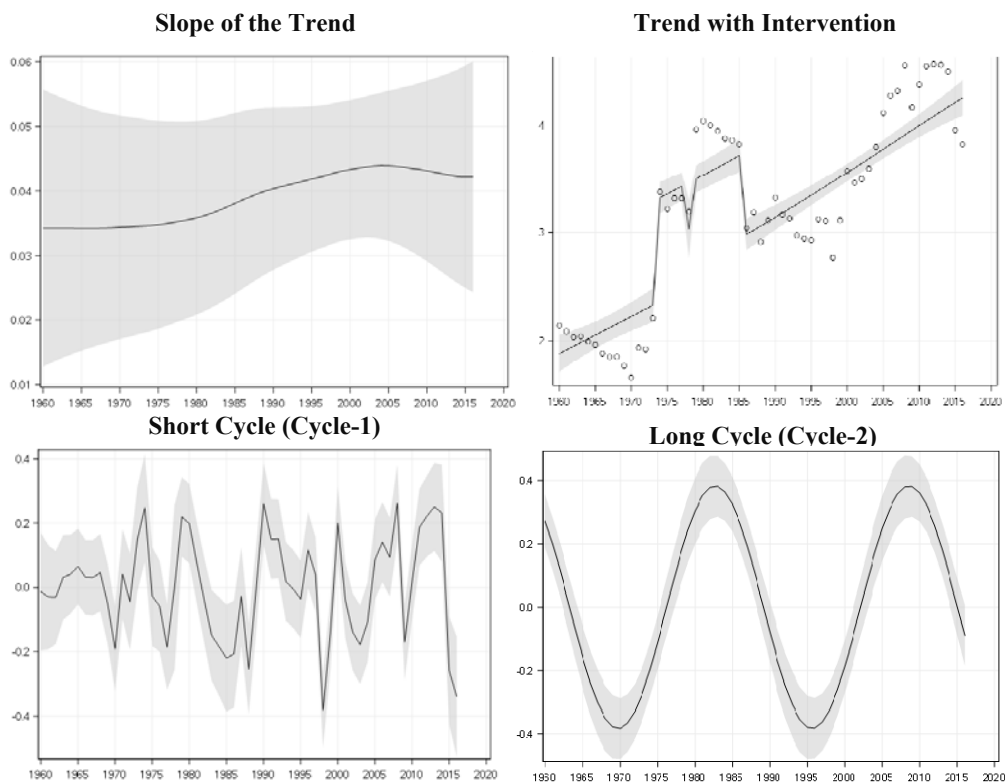 Slope of the Trend
0.06
0.05
0.04
0.03
0.02
0.01
1960 1965 1970 1975 1980 1985 1990 1995 2000 2005 2010 2015 2020
Trend with Intervention
4
3
2
1960 1965 1970 1975 1980 1985 1990 1995 2000 2005 2010 2015 2020
Short Cycle (Cycle-1)
0.4
0.2
0.0
-0.2
-0.4
1960 1965 1970 1975 1980 1985 1990 1995 2000 2005 2010 2015 2020
Long Cycle (Cycle-2)
0.4
0.2
0.0
-0.2
-0.4
1950 1965 1970 1975 1980 1985 1990 1995 2000 2005 2010 2015 2020